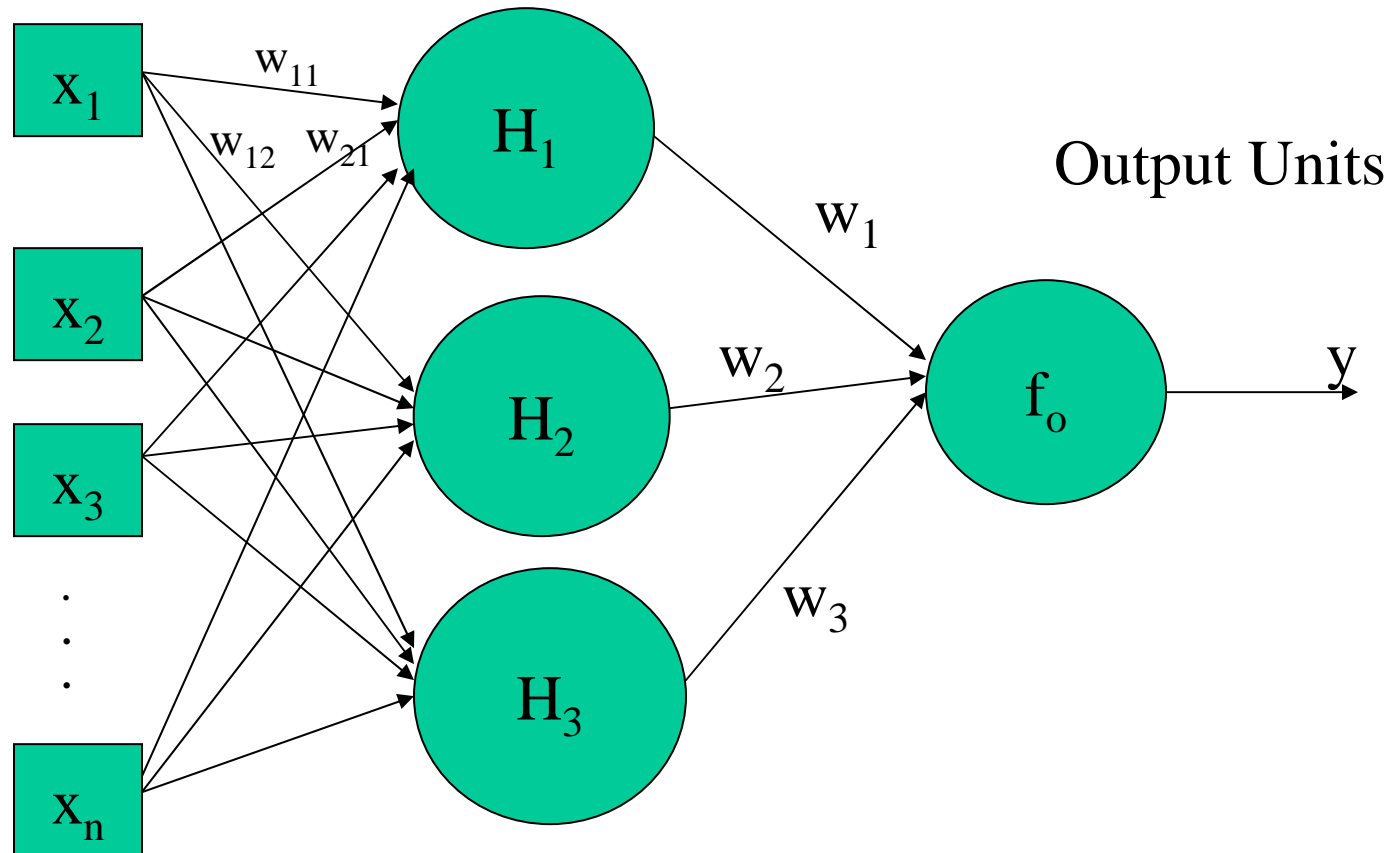 x₁
w₁₁
H₁
w₁₂
w₂₁
Output Units
w₁
x₂
w₂
H₂
fₒ
y
x₃
.
.
.
w₃
H₃
xₙ